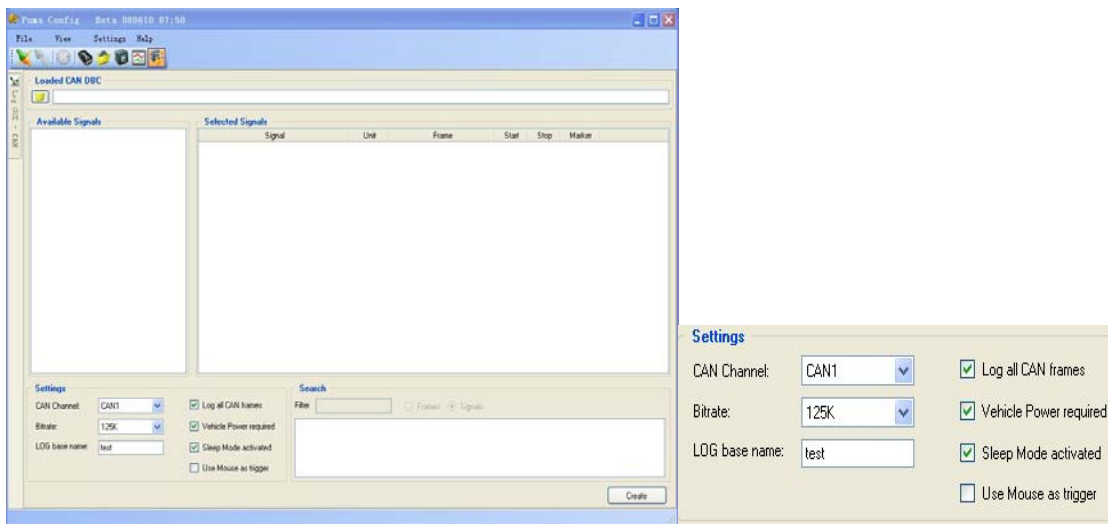 Puma Config Beta 080610 07:50
File View Settings Help
Loaded CAN DBC
Available Signals
Selected Signals
Signal Unit Frame Start Stop Marker
Settings
CAN Channel: CAN1
Bitrate: 125K
LOG base name: test
Log all CAN frames
Vehicle Power required
Sleep Mode activated
Use Mouse as trigger
Search
Filter
Frames Signals
Create
Settings
CAN Channel: CAN1
Bitrate: 125K
LOG base name: test
Log all CAN frames
Vehicle Power required
Sleep Mode activated
Use Mouse as trigger